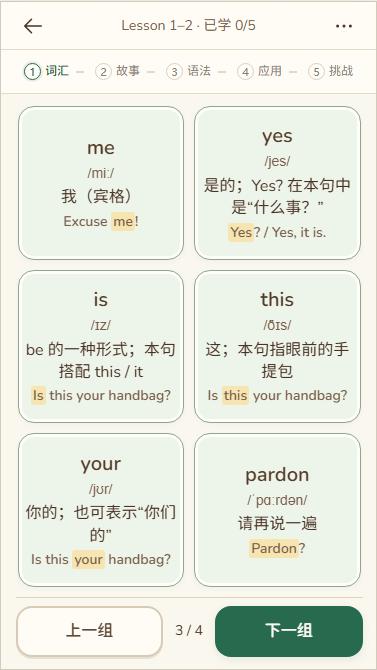 Lesson 1–2 · 已学 0/5
1 词汇 – 2 故事 – 3 语法 – 4 应用 – 5 挑战
me
/miː/
我（宾格）
Excuse me!
yes
/jes/
是的；Yes? 在本句中
是“什么事？”
Yes? / Yes, it is.
is
/ɪz/
be 的一种形式；本句
搭配 this / it
Is this your handbag?
this
/ðɪs/
这；本句指眼前的手
提包
Is this your handbag?
your
/jʊr/
你的；也可表示“你们
的”
Is this your handbag?
pardon
/ˈpɑːrdən/
请再说一遍
Pardon?
上一组
3 / 4
下一组